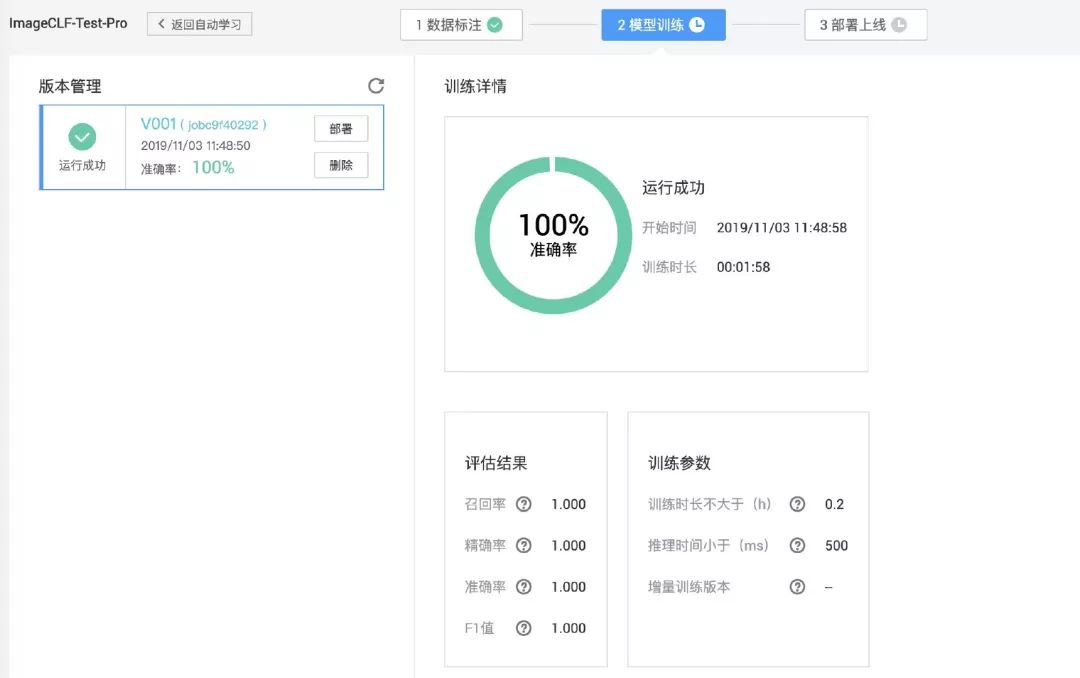 ImageCLF-Test-Pro
返回自动学习
1 数据标注
2 模型训练
3 部署上线
版本管理
V001 ( jobc9f40292 )
部署
2019/11/03 11:48:50
运行成功
准确率: 100%
删除
训练详情
100%
准确率
运行成功
开始时间 2019/11/03 11:48:58
训练时长 00:01:58
评估结果
召回率 ? 1.000
精确率 ? 1.000
准确率 ? 1.000
F1值 ? 1.000
训练参数
训练时长不大于（h） ? 0.2
推理时间小于（ms） ? 500
增量训练版本 ? –